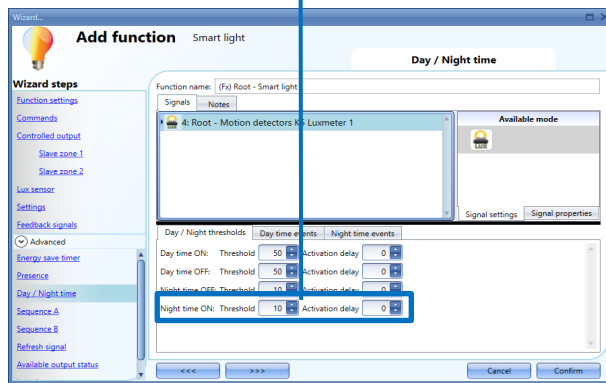 Wizard...
Add function Smart light
Day / Night time
Wizard steps
Function settings
Commands
Controlled output
Slave zone 1
Slave zone 2
Lux sensor
Settings
Feedback signals
Advanced
Energy save timer
Presence
Day / Night time
Sequence A
Sequence B
Refresh signal
Available output status
Function name: (Fx) Root - Smart light
Signals Notes
LUX 4: Root - Motion detectors KS Luxmeter 1
Available mode
LUX
Signal settings Signal properties
Day / Night thresholds Day time events Night time events
Day time ON: Threshold 50 Activation delay 0
Day time OFF: Threshold 50 Activation delay 0
Night time OFF: Threshold 10 Activation delay 0
Night time ON: Threshold 10 Activation delay 0
<<< >>> Cancel Confirm